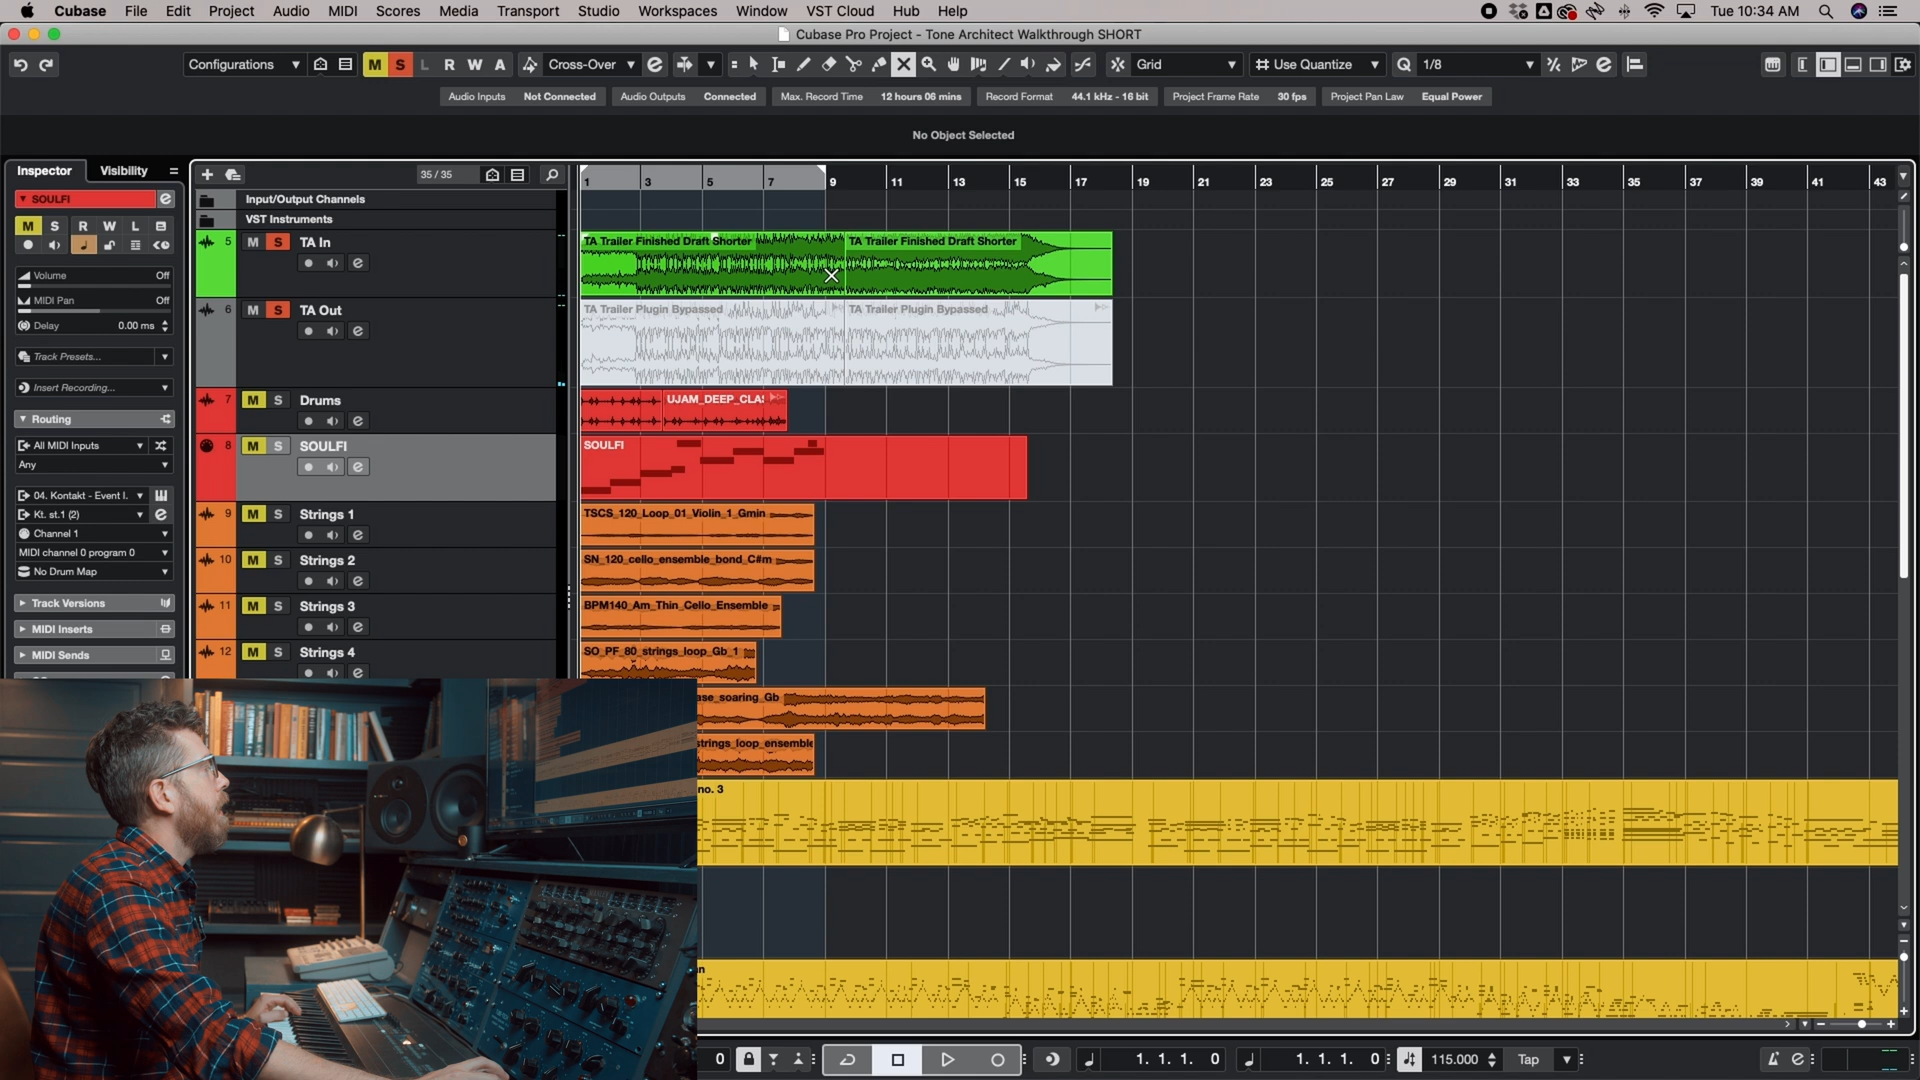 Cubase File Edit Project Audio MIDI Scores Media Transport Studio Workspaces Window VST Cloud Hub Help Tue 10:34 AM
Cubase Pro Project - Tone Architect Walkthrough SHORT
Configurations M S L R W A Cross-Over Grid Use Quantize Q 1/8
Audio Inputs Not Connected Audio Outputs Connected Max. Record Time 12 hours 06 mins Record Format 44.1 kHz - 16 bit Project Frame Rate 30 fps Project Pan Law Equal Power
No Object Selected
Inspector Visibility
35 / 35
1 3 5 7 9 11 13 15 17 19 21 23 25 27 29 31 33 35 37 39 41 43
SOULFI
M S R W L
Volume Off
MIDI Pan Off
Delay 0.00 ms
Track Presets...
Insert Recording...
Routing
All MIDI Inputs
Any
04. Kontakt - Event I.
Kt. st.1 (2)
Channel 1
MIDI channel 0 program 0
No Drum Map
Track Versions
MIDI Inserts
MIDI Sends
Input/Output Channels
VST Instruments
5 M S TA In
TA Trailer Finished Draft Shorter TA Trailer Finished Draft Shorter
6 M S TA Out
TA Trailer Plugin Bypassed TA Trailer Plugin Bypassed
7 M S Drums
UJAM_DEEP_CLAS
8 M S SOULFI
SOULFI
9 M S Strings 1
TSCS_120_Loop_01_Violin_1_Gmin
10 M S Strings 2
SN_120_cello_ensemble_bond_C#m
11 M S Strings 3
BPM140_Am_Thin_Cello_Ensemble
12 M S Strings 4
SO_PF_80_strings_loop_Gb_1
ase_soaring_Gb
strings_loop_ensemble
no. 3
0 1. 1. 1. 0 1. 1. 1. 0 115.000 Tap